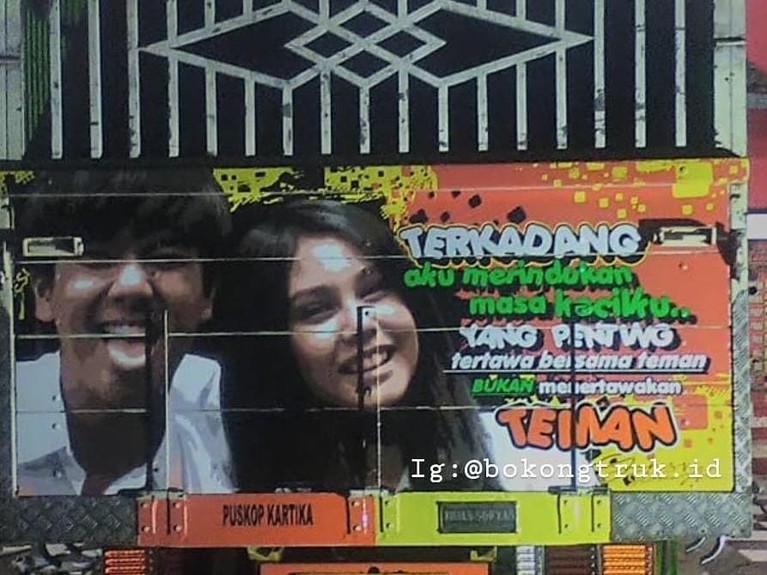 TERKADANG
aku merindukan
masa kecilku..
YANG PENTING
tertawa bersama teman
BUKAN menertawakan
TEMAN
Ig:@bokongtruk.id
PUSKOP KARTIKA